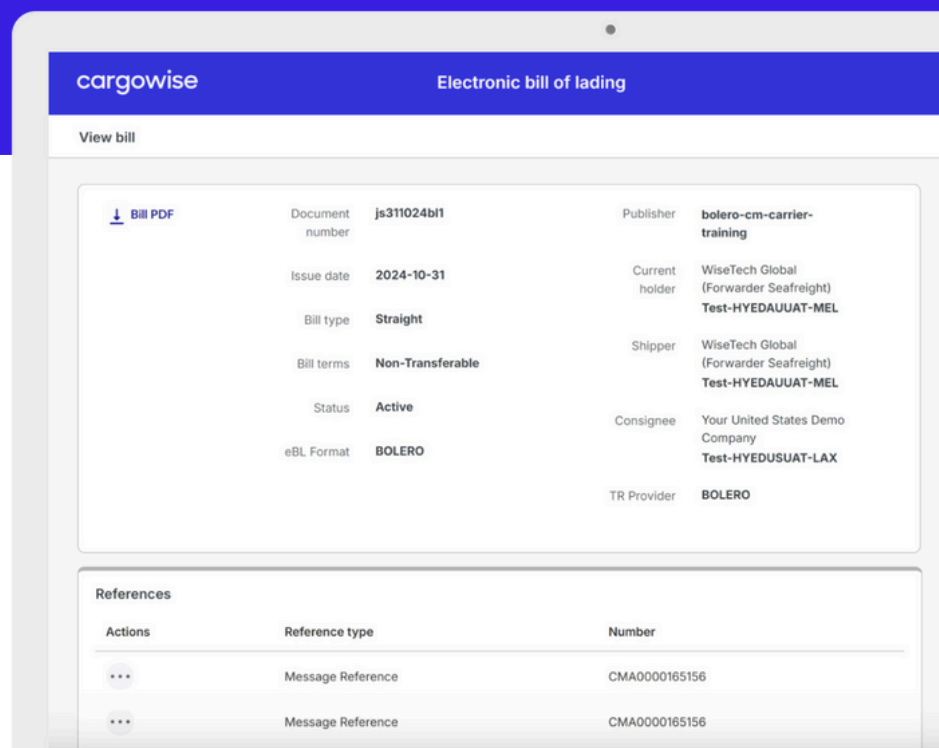 cargowise
Electronic bill of lading
View bill
Bill PDF
Document
number
js311024bl1
Issue date
2024-10-31
Bill type
Straight
Bill terms
Non-Transferable
Status
Active
eBL Format
BOLERO
Publisher
bolero-cm-carrier-
training
Current
holder
WiseTech Global
(Forwarder Seafreight)
Test-HYEDAUUAT-MEL
Shipper
WiseTech Global
(Forwarder Seafreight)
Test-HYEDAUUAT-MEL
Consignee
Your United States Demo
Company
Test-HYEDUSUAT-LAX
TR Provider
BOLERO
References
Actions Reference type Number
Message Reference CMA0000165156
Message Reference CMA0000165156